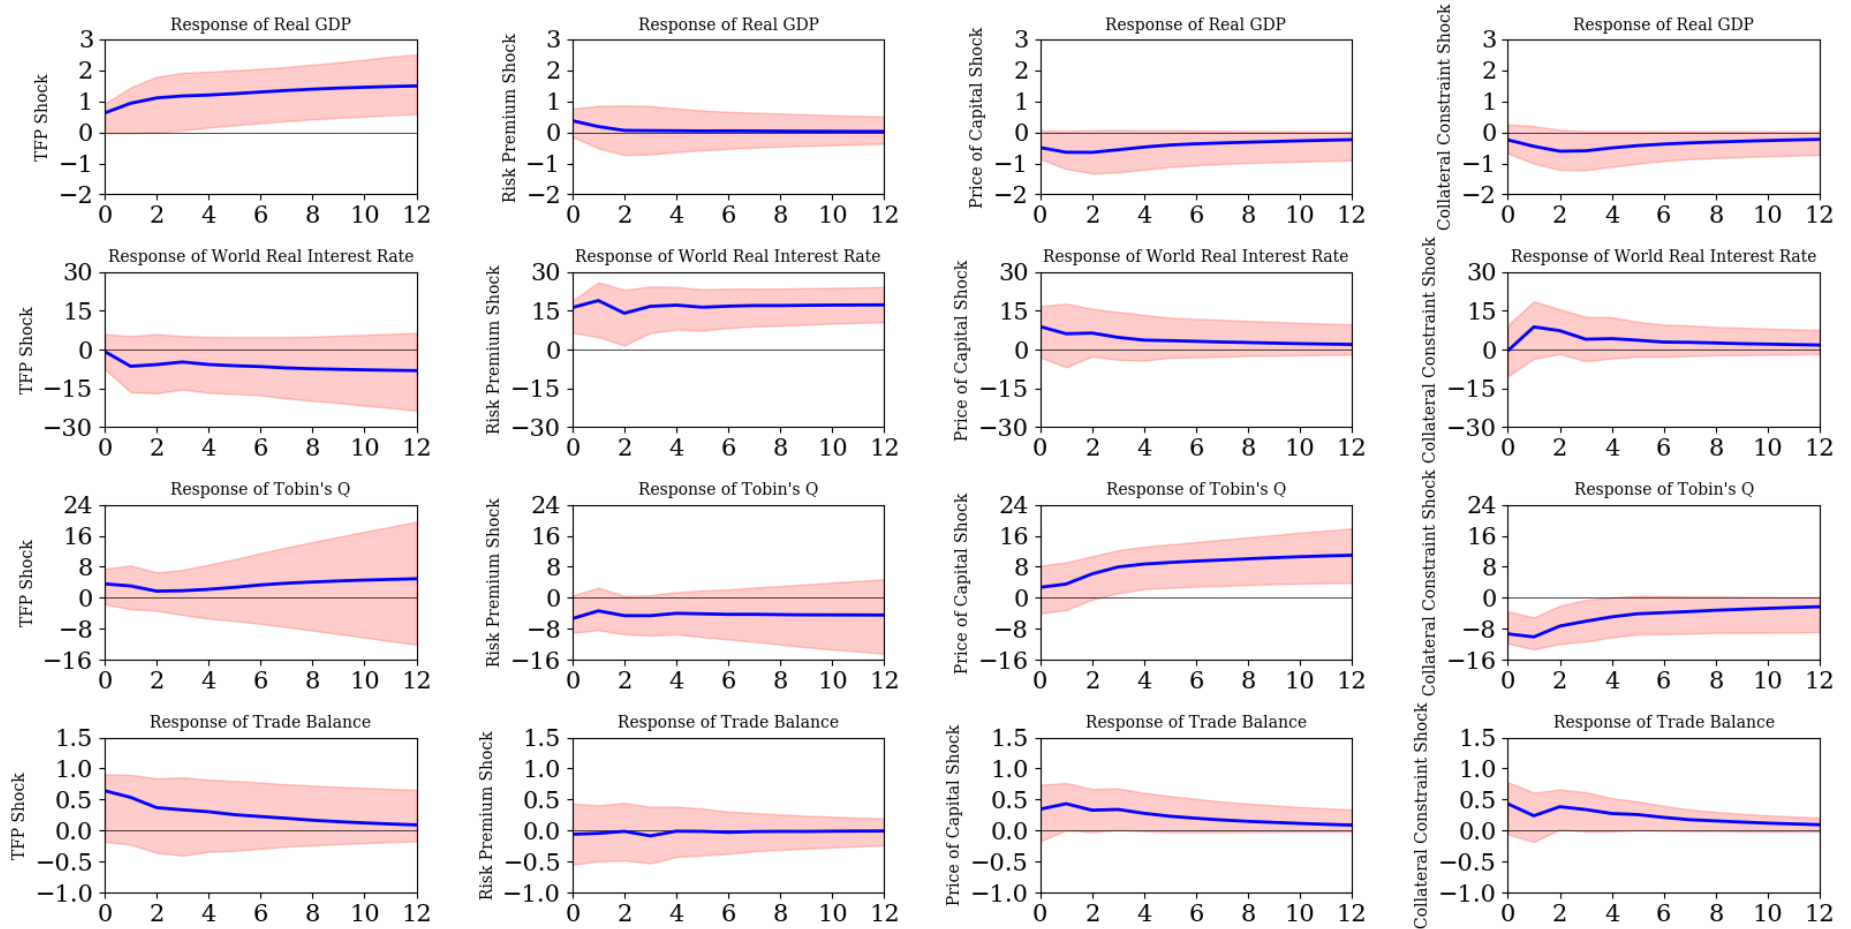 Response of Real GDP
TFP Shock
3
2
1
0
−1
−2
0 2 4 6 8 10 12
Response of Real GDP
Risk Premium Shock
3
2
1
0
−1
−2
0 2 4 6 8 10 12
Response of Real GDP
Price of Capital Shock
3
2
1
0
−1
−2
0 2 4 6 8 10 12
Response of Real GDP
Collateral Constraint Shock
3
2
1
0
−1
−2
0 2 4 6 8 10 12
Response of World Real Interest Rate
TFP Shock
30
15
0
−15
−30
0 2 4 6 8 10 12
Response of World Real Interest Rate
Risk Premium Shock
30
15
0
−15
−30
0 2 4 6 8 10 12
Response of World Real Interest Rate
Price of Capital Shock
30
15
0
−15
−30
0 2 4 6 8 10 12
Response of World Real Interest Rate
Collateral Constraint Shock
30
15
0
−15
−30
0 2 4 6 8 10 12
Response of Tobin's Q
TFP Shock
24
16
8
0
−8
−16
0 2 4 6 8 10 12
Response of Tobin's Q
Risk Premium Shock
24
16
8
0
−8
−16
0 2 4 6 8 10 12
Response of Tobin's Q
Price of Capital Shock
24
16
8
0
−8
−16
0 2 4 6 8 10 12
Response of Tobin's Q
Collateral Constraint Shock
24
16
8
0
−8
−16
0 2 4 6 8 10 12
Response of Trade Balance
TFP Shock
1.5
1.0
0.5
0.0
−0.5
−1.0
0 2 4 6 8 10 12
Response of Trade Balance
Risk Premium Shock
1.5
1.0
0.5
0.0
−0.5
−1.0
0 2 4 6 8 10 12
Response of Trade Balance
Price of Capital Shock
1.5
1.0
0.5
0.0
−0.5
−1.0
0 2 4 6 8 10 12
Response of Trade Balance
Collateral Constraint Shock
1.5
1.0
0.5
0.0
−0.5
−1.0
0 2 4 6 8 10 12